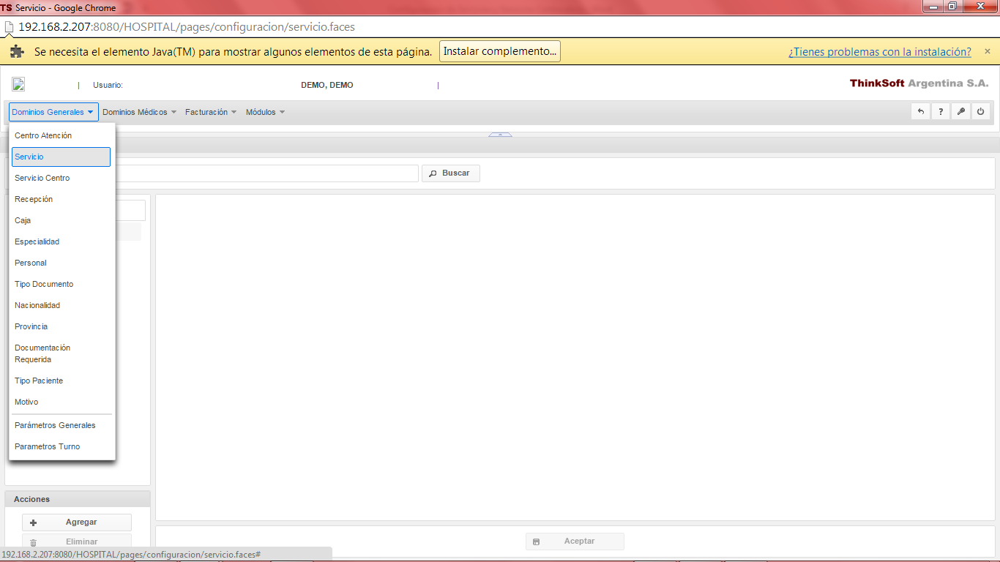 TS Servicio - Google Chrome
192.168.2.207:8080/HOSPITAL/pages/configuracion/servicio.faces
Se necesita el elemento Java(TM) para mostrar algunos elementos de esta página. Instalar complemento... ¿Tienes problemas con la instalación? ×
| Usuario: DEMO, DEMO | ThinkSoft Argentina S.A.
Dominios Generales Dominios Médicos Facturación Módulos ?
Centro Atención
Servicio
Servicio Centro
Buscar
Recepción
Caja
Especialidad
Personal
Tipo Documento
Nacionalidad
Provincia
Documentación
Requerida
Tipo Paciente
Motivo
Parámetros Generales
Parametros Turno
Acciones
Agregar
Eliminar
Aceptar
192.168.2.207:8080/HOSPITAL/pages/configuracion/servicio.faces#